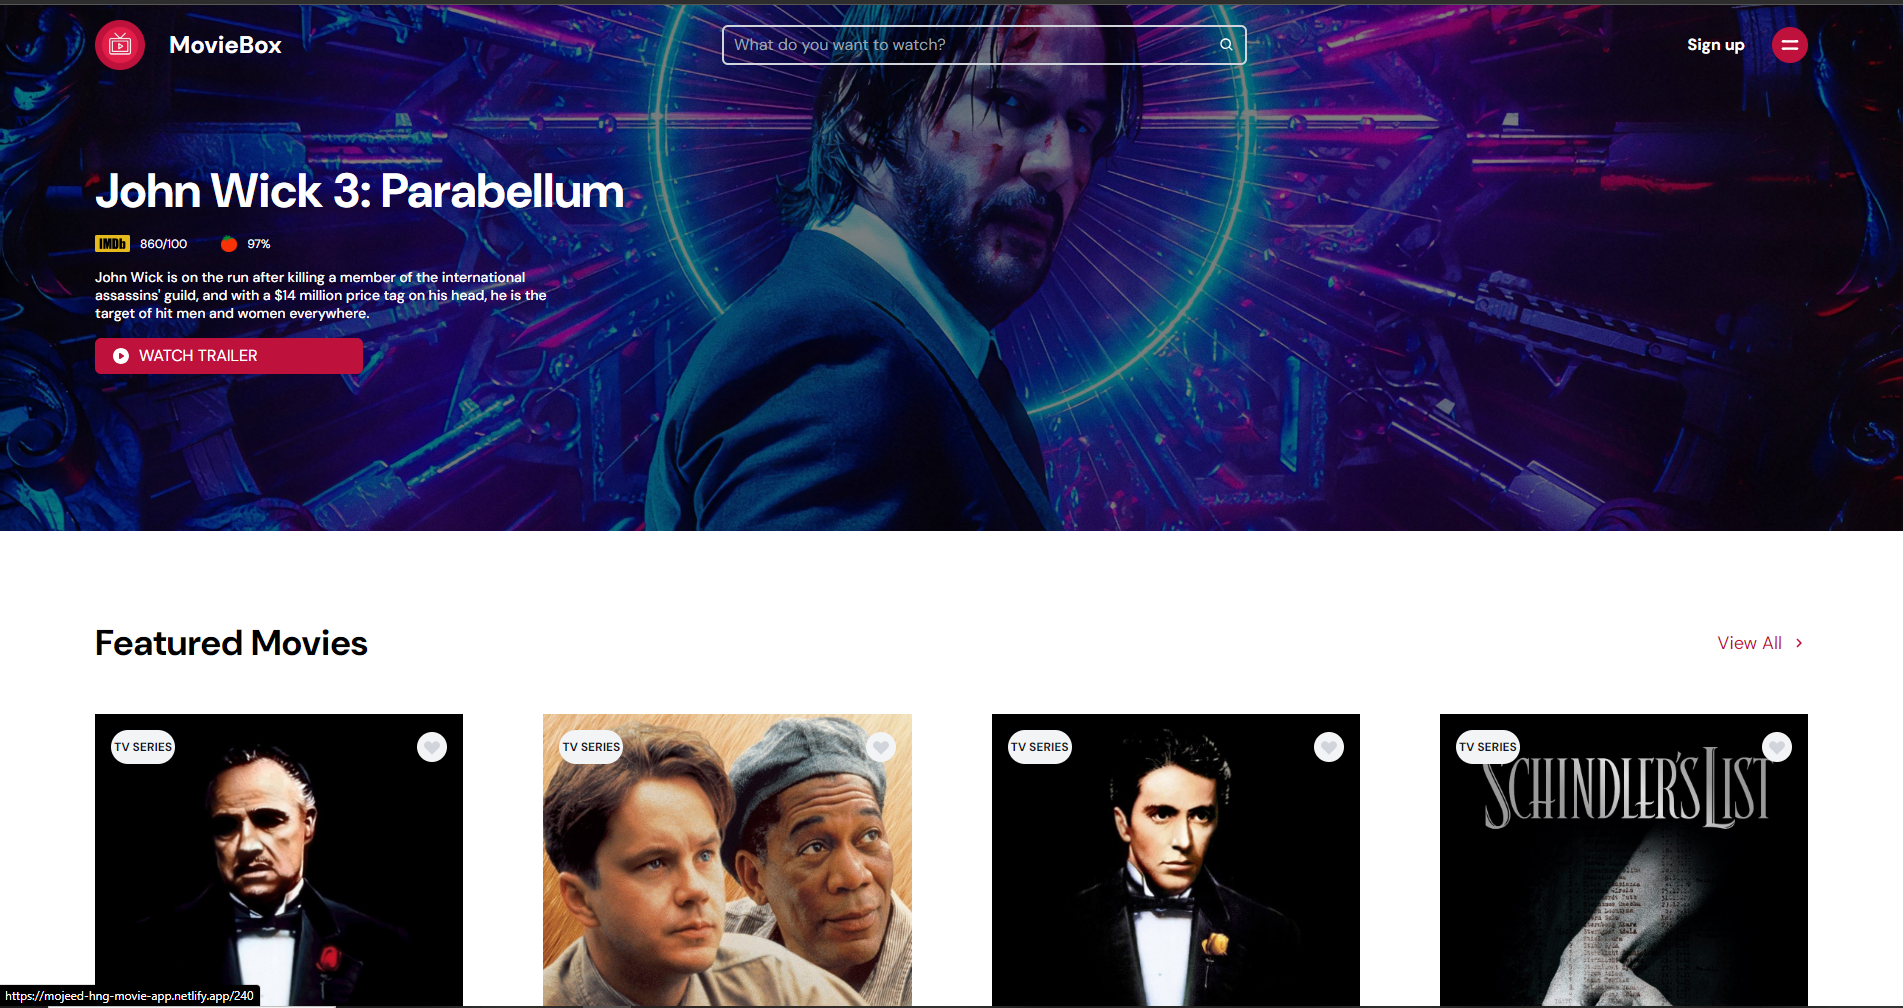 MovieBox
What do you want to watch?
Sign up
John Wick 3: Parabellum
IMDb 860/100 97%
John Wick is on the run after killing a member of the international
assassins' guild, and with a $14 million price tag on his head, he is the
target of hit men and women everywhere.
WATCH TRAILER
Featured Movies
View All
TV SERIES
TV SERIES
TV SERIES
TV SERIES
SCHINDLER'S LIST
https://mojeed-hng-movie-app.netlify.app/240